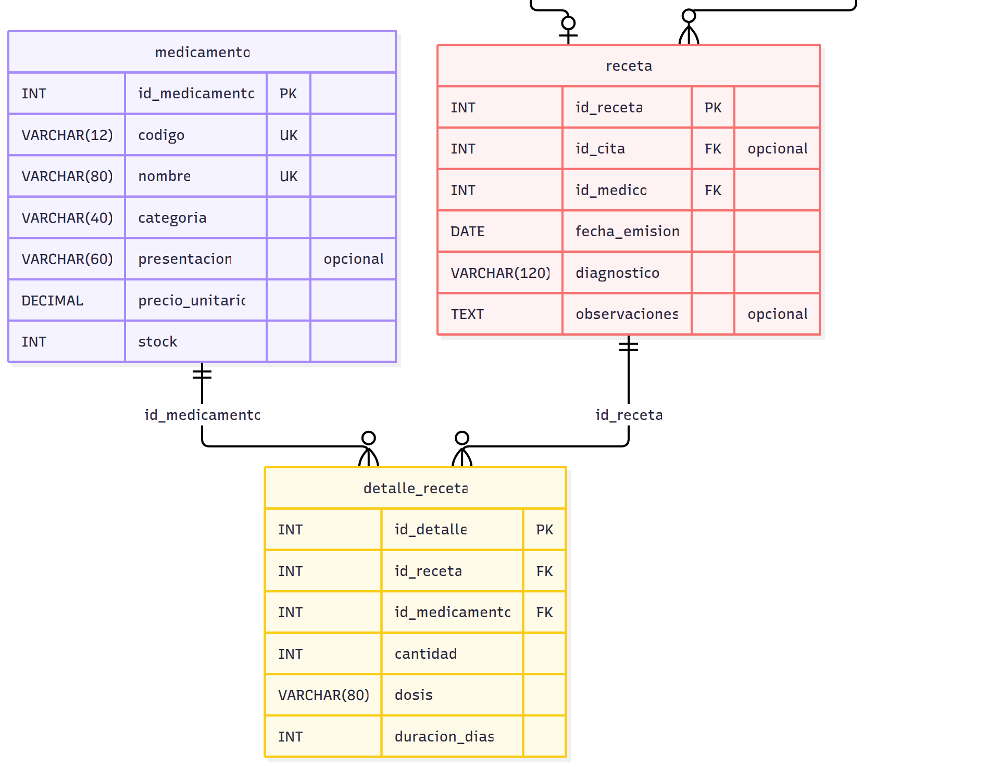 medicamento
INT id_medicamento PK
VARCHAR(12) codigo UK
VARCHAR(80) nombre UK
VARCHAR(40) categoria
VARCHAR(60) presentacion opcional
DECIMAL precio_unitario
INT stock
receta
INT id_receta PK
INT id_cita FK opcional
INT id_medico FK
DATE fecha_emision
VARCHAR(120) diagnostico
TEXT observaciones opcional
id_medicamento
id_receta
detalle_receta
INT id_detalle PK
INT id_receta FK
INT id_medicamento FK
INT cantidad
VARCHAR(80) dosis
INT duracion_dias